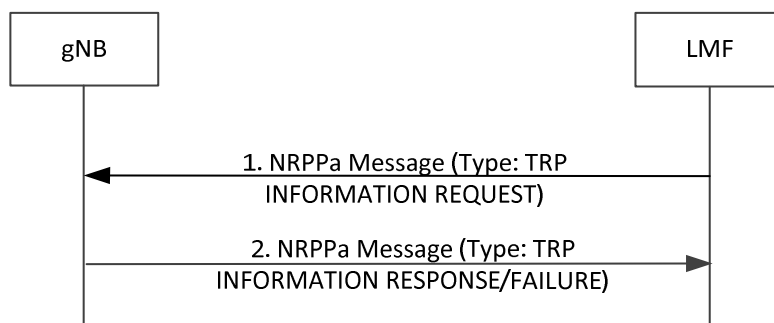 gNB
LMF
1. NRPPa Message (Type: TRP
INFORMATION REQUEST)
2. NRPPa Message (Type: TRP
INFORMATION RESPONSE/FAILURE)